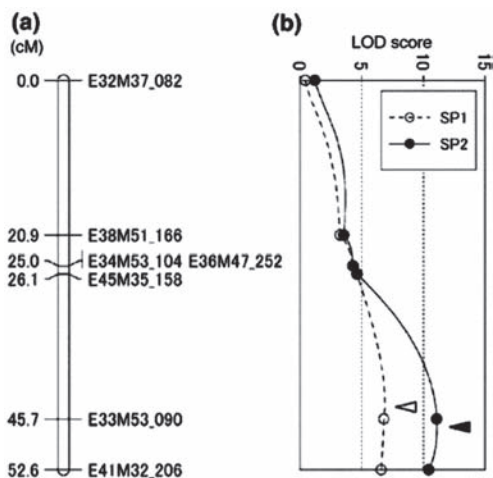 (a)
(cM)
0.0 E32M37_082
20.9 E38M51_166
25.0 E34M53_104 E36M47_252
26.1 E45M35_158
45.7 E33M53_090
52.6 E41M32_206
(b)
LOD score
0 5 10 15
SP1
SP2